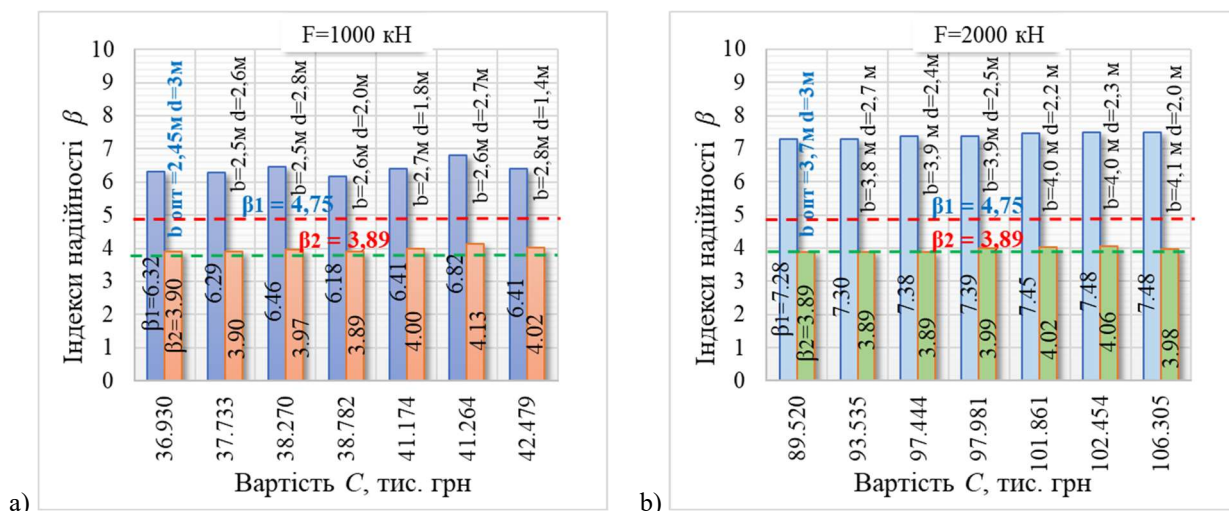 F=1000 кН
Індекси надійності β
10
9
8
7
6
5
4
3
2
1
0
b опт =2,45м d=3м
b=2,5м d=2,6м
b=2,5м d=2,8м
b=2,6м d=2,0м
b=2,7м d=1,8м
b=2,6м d=2,7м
b=2,8м d=1,4м
β1 = 4,75
β2 = 3,89
β1=6.32
β2=3.90
6.29
3.90
6.46
3.97
6.18
3.89
6.41
4.00
6.82
4.13
6.41
4.02
36.930
37.733
38.270
38.782
41.174
41.264
42.479
Вартість C, тис. грн
a)
F=2000 кН
Індекси надійності β
10
9
8
7
6
5
4
3
2
1
0
b опт =3,7м d=3м
b=3,8 м d=2,7 м
b=3,9 м d=2,4м
b=3,9м d=2,5м
b=4,0 м d=2,2 м
b=4,0 м d=2,3 м
b=4,1 м d=2,0 м
β1 = 4,75
β2 = 3,89
β1=7.28
β2=3.89
7.30
3.89
7.38
3.89
7.39
3.99
7.45
4.02
7.48
4.06
7.48
3.98
89.520
93.535
97.444
97.981
101.861
102.454
106.305
Вартість C, тис. грн
b)